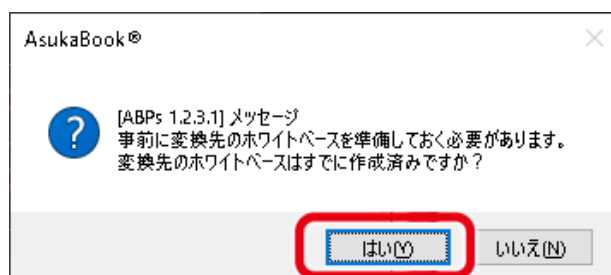 AsukaBook®
[ABPs 1.2.3.1] メッセージ
事前に変換先のホワイトベースを準備しておく必要があります。
変換先のホワイトベースはすでに作成済みですか？
はい(Y)
いいえ(N)